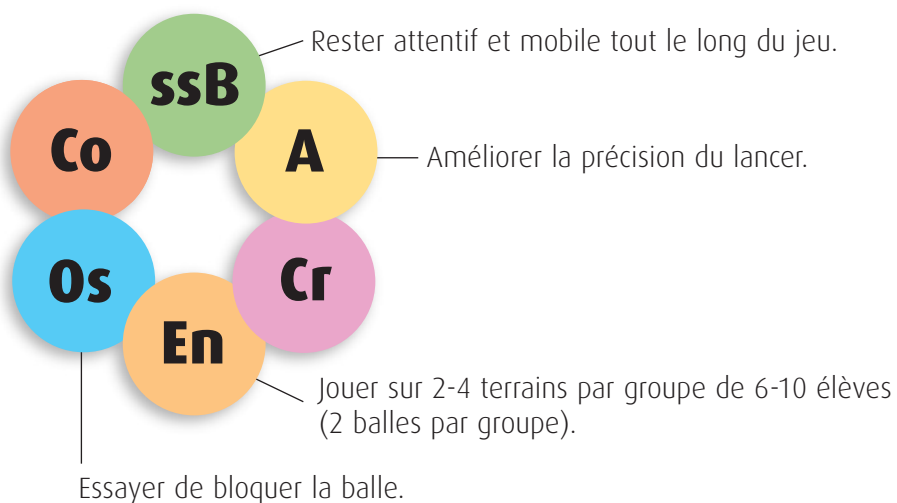 ssB
Rester attentif et mobile tout le long du jeu.
Co
A
Améliorer la précision du lancer.
Os
Cr
En
Jouer sur 2-4 terrains par groupe de 6-10 élèves
(2 balles par groupe).
Essayer de bloquer la balle.